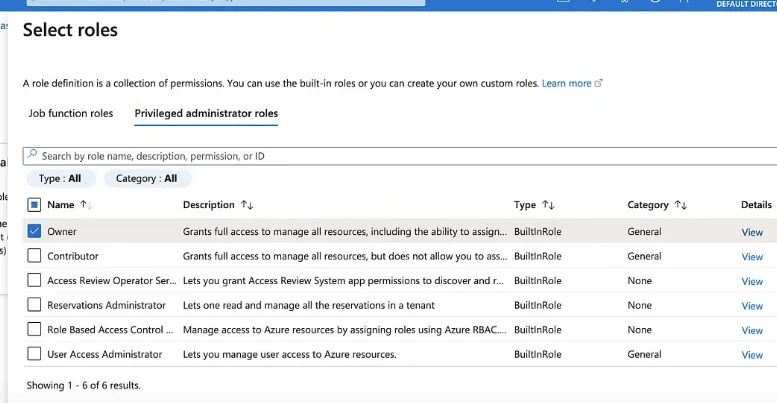 DEFAULT DIRECT
Select roles
A role definition is a collection of permissions. You can use the built-in roles or you can create your own custom roles. Learn more
Job function roles Privileged administrator roles
Search by role name, description, permission, or ID
Type : All Category : All
Name Description Type Category Details
Owner Grants full access to manage all resources, including the ability to assign... BuiltInRole General View
Contributor Grants full access to manage all resources, but does not allow you to ass... BuiltInRole General View
Access Review Operator Ser... Lets you grant Access Review System app permissions to discover and r... BuiltInRole None View
Reservations Administrator Lets one read and manage all the reservations in a tenant BuiltInRole None View
Role Based Access Control ... Manage access to Azure resources by assigning roles using Azure RBAC.... BuiltInRole None View
User Access Administrator Lets you manage user access to Azure resources. BuiltInRole General View
Showing 1 - 6 of 6 results.